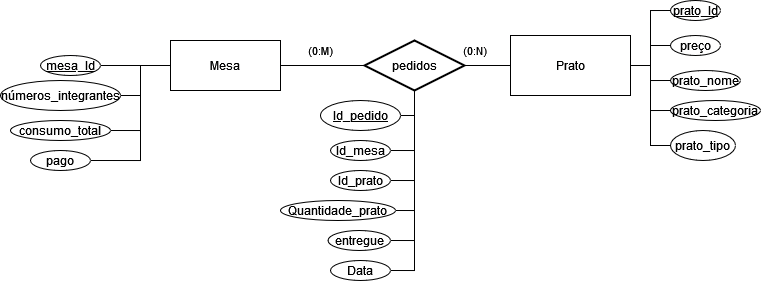 mesa_Id
números_integrantes
consumo_total
pago
Mesa
(0:M)
pedidos
(0:N)
Id_pedido
Id_mesa
Id_prato
Quantidade_prato
entregue
Data
Prato
prato_Id
preço
prato_nome
prato_categoria
prato_tipo